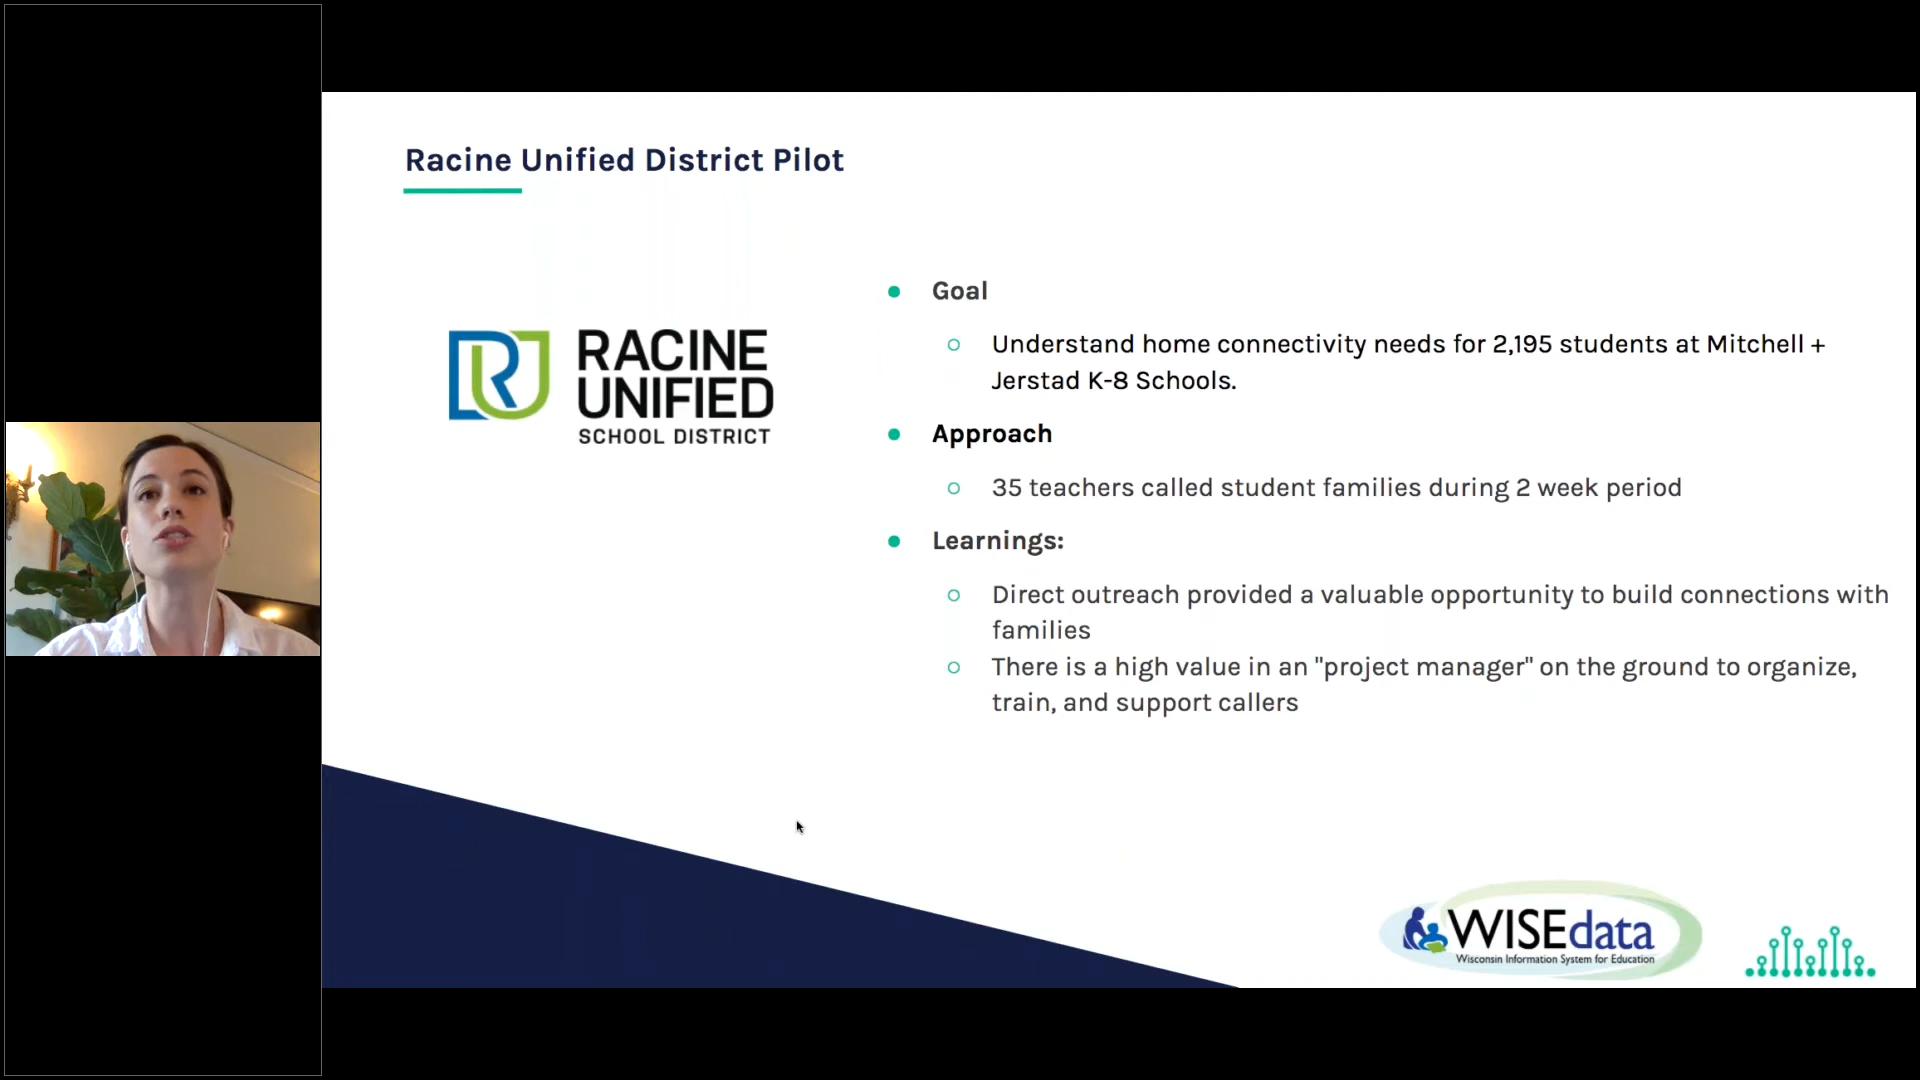 Racine Unified District Pilot
RACINE
UNIFIED
SCHOOL DISTRICT
Goal
Understand home connectivity needs for 2,195 students at Mitchell +
Jerstad K-8 Schools.
Approach
35 teachers called student families during 2 week period
Learnings:
Direct outreach provided a valuable opportunity to build connections with
families
There is a high value in an "project manager" on the ground to organize,
train, and support callers
WISEdata
Wisconsin Information System for Education